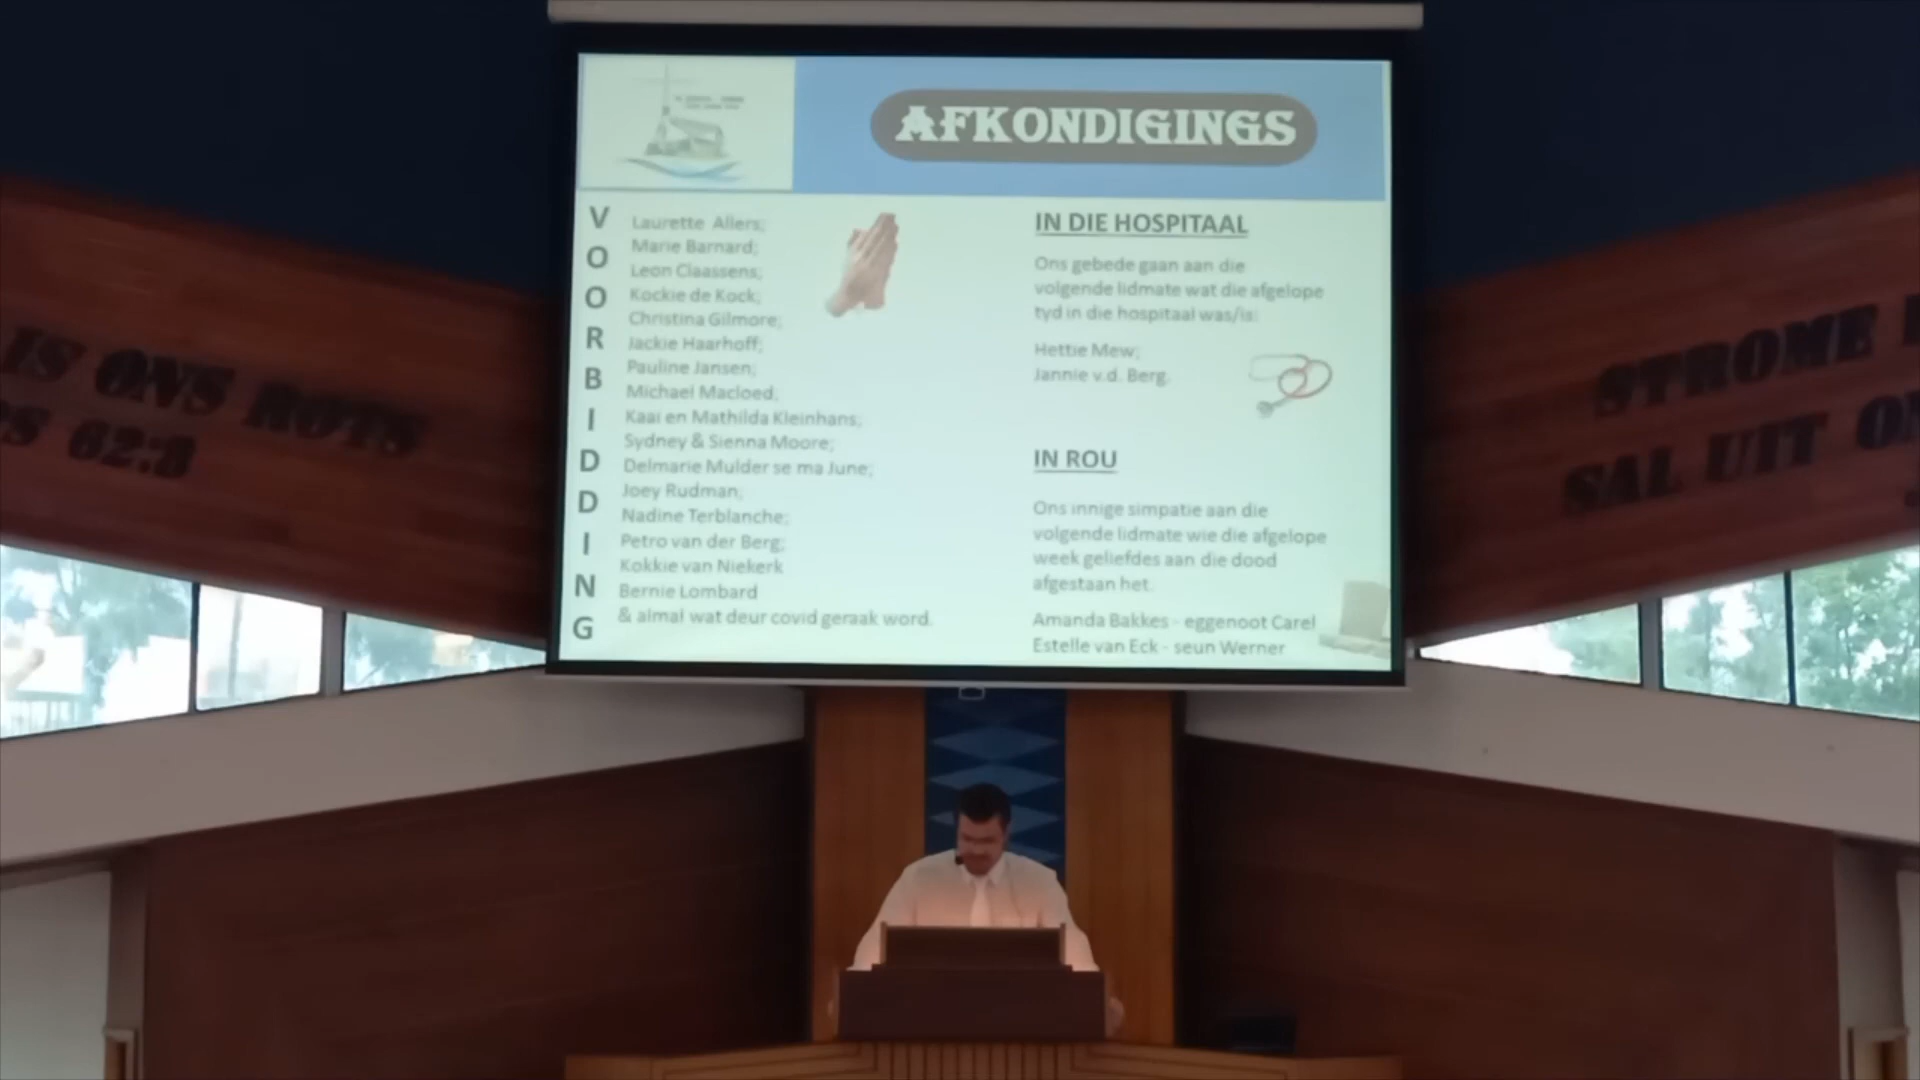 AFKONDIGINGS
VOORBIDDING
Laurette Allers;
Marie Barnard;
Leon Claassens;
Kockie de Kock;
Christina Gilmore;
Jackie Haarhoff;
Pauline Jansen;
Michael Macloed;
Kaai en Mathilda Kleinhans;
Sydney & Sienna Moore;
Delmarie Mulder se ma June;
Joey Rudman;
Nadine Terblanche;
Petro van der Berg;
Kokkie van Niekerk
Bernie Lombard
& almal wat deur covid geraak word.
IN DIE HOSPITAAL
Ons gebede gaan aan die
volgende lidmate wat die afgelope
tyd in die hospitaal was/is:
Hettie Mew;
Jannie v.d. Berg.
IN ROU
Ons innige simpatie aan die
volgende lidmate wie die afgelope
week geliefdes aan die dood
afgestaan het.
Amanda Bakkes - eggenoot Carel
Estelle van Eck - seun Werner
IS ONS ROTS
PS 62:8
STROME
SAL UIT